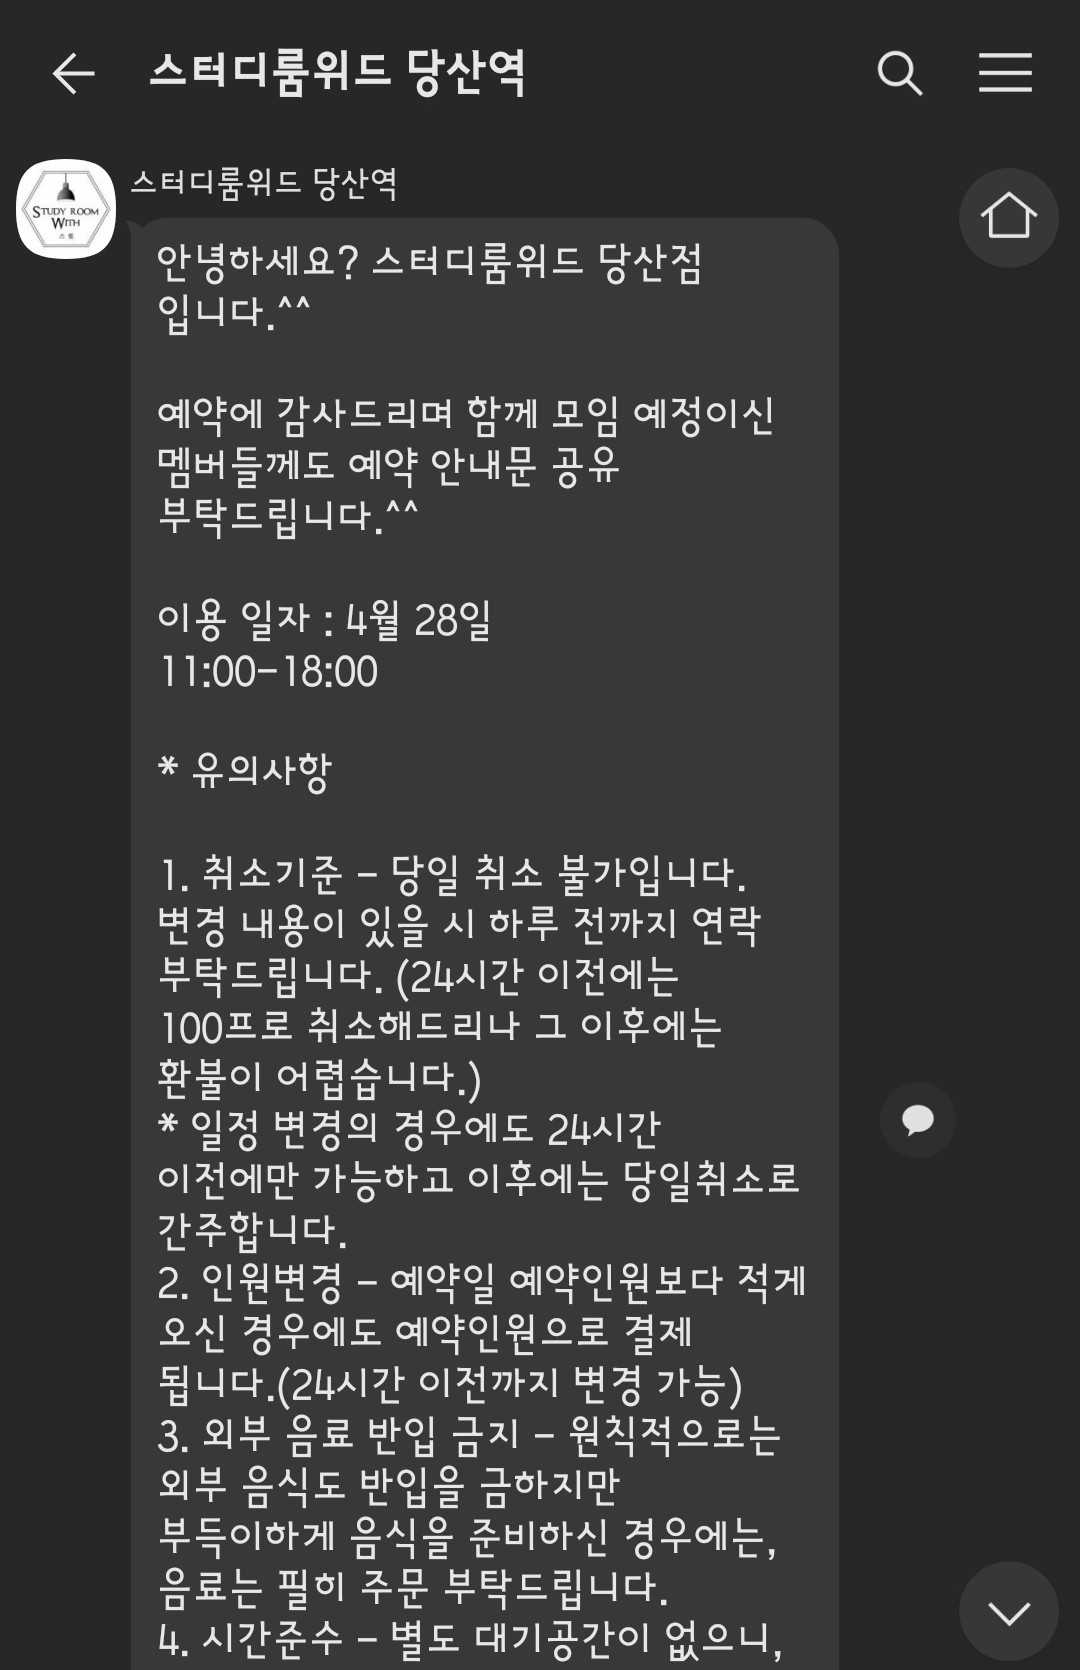 스터디룸위드 당산역
스터디룸위드 당산역
STUDY ROOM
WITH
스룸
안녕하세요? 스터디룸위드 당산점
입니다.^^
예약에 감사드리며 함께 모임 예정이신
멤버들께도 예약 안내문 공유
부탁드립니다.^^
이용 일자 : 4월 28일
11:00-18:00
* 유의사항
1. 취소기준 - 당일 취소 불가입니다.
변경 내용이 있을 시 하루 전까지 연락
부탁드립니다. (24시간 이전에는
100프로 취소해드리나 그 이후에는
환불이 어렵습니다.)
* 일정 변경의 경우에도 24시간
이전에만 가능하고 이후에는 당일취소로
간주합니다.
2. 인원변경 - 예약일 예약인원보다 적게
오신 경우에도 예약인원으로 결제
됩니다.(24시간 이전까지 변경 가능)
3. 외부 음료 반입 금지 - 원칙적으로는
외부 음식도 반입을 금하지만
부득이하게 음식을 준비하신 경우에는,
음료는 필히 주문 부탁드립니다.
4. 시간준수 - 별도 대기공간이 없으니,